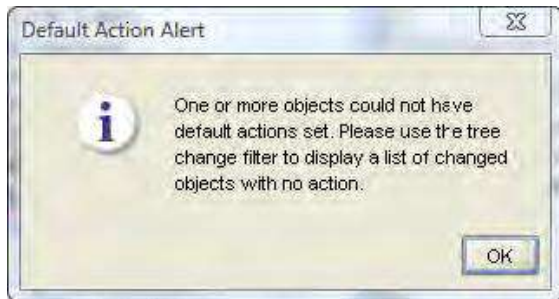 Default Action Alert
One or more objects could not have
default actions set. Please use the tree
change filter to display a list of changed
objects with no action.
OK